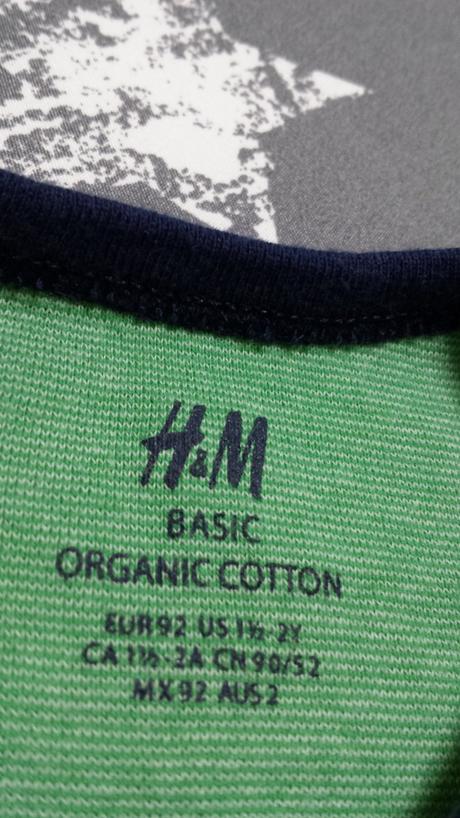 H&M
BASIC
ORGANIC COTTON
EUR 92 US 1½-2Y
CA 1½-2A CN 90/52
MX 92 AUS 2